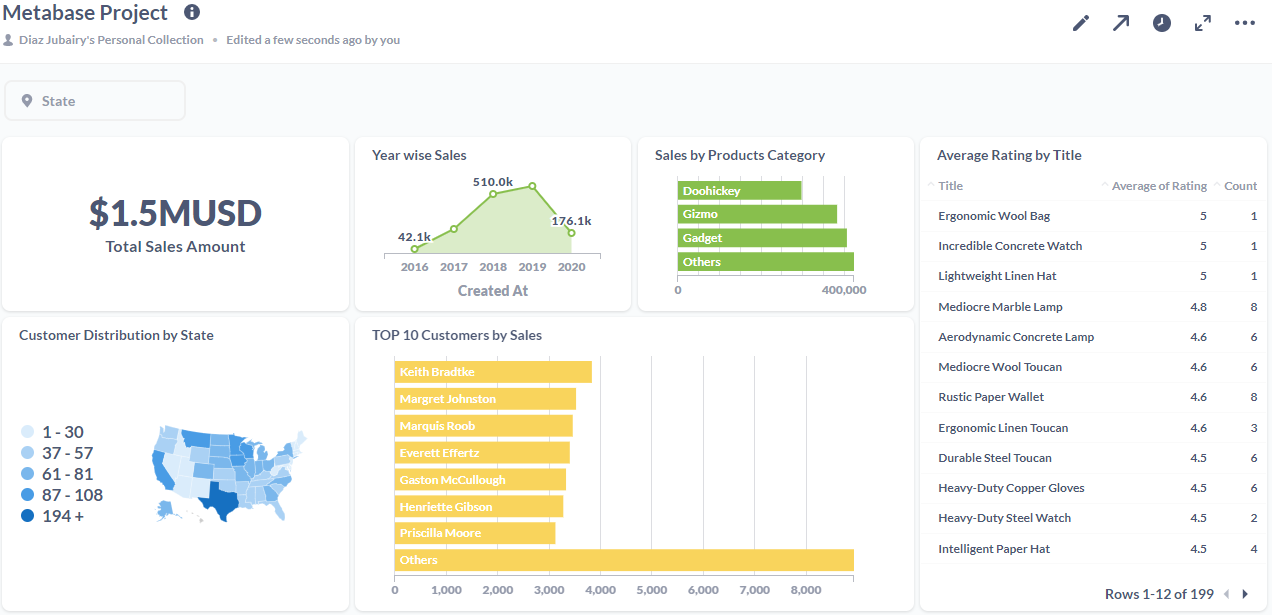 Metabase Project
Diaz Jubairy's Personal Collection • Edited a few seconds ago by you
State
$1.5MUSD
Total Sales Amount
Year wise Sales
510.0k
176.1k
42.1k
2016 2017 2018 2019 2020
Created At
Sales by Products Category
Doohickey
Gizmo
Gadget
Others
0 400,000
Average Rating by Title
Title Average of Rating Count
Ergonomic Wool Bag 5 1
Incredible Concrete Watch 5 1
Lightweight Linen Hat 5 1
Mediocre Marble Lamp 4.8 8
Aerodynamic Concrete Lamp 4.6 6
Mediocre Wool Toucan 4.6 6
Rustic Paper Wallet 4.6 8
Ergonomic Linen Toucan 4.6 3
Durable Steel Toucan 4.5 6
Heavy-Duty Copper Gloves 4.5 6
Heavy-Duty Steel Watch 4.5 2
Intelligent Paper Hat 4.5 4
Rows 1-12 of 199
Customer Distribution by State
1 - 30
37 - 57
61 - 81
87 - 108
194 +
TOP 10 Customers by Sales
Keith Bradtke
Margret Johnston
Marquis Roob
Everett Effertz
Gaston McCullough
Henriette Gibson
Priscilla Moore
Others
0 1,000 2,000 3,000 4,000 5,000 6,000 7,000 8,000